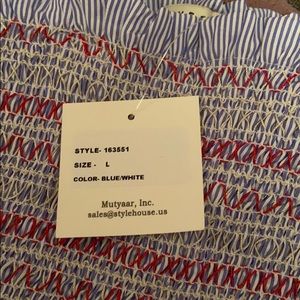 STYLE- 163551
SIZE - L
COLOR- BLUE/WHITE
Mutyaar, Inc.
sales@stylehouse.us